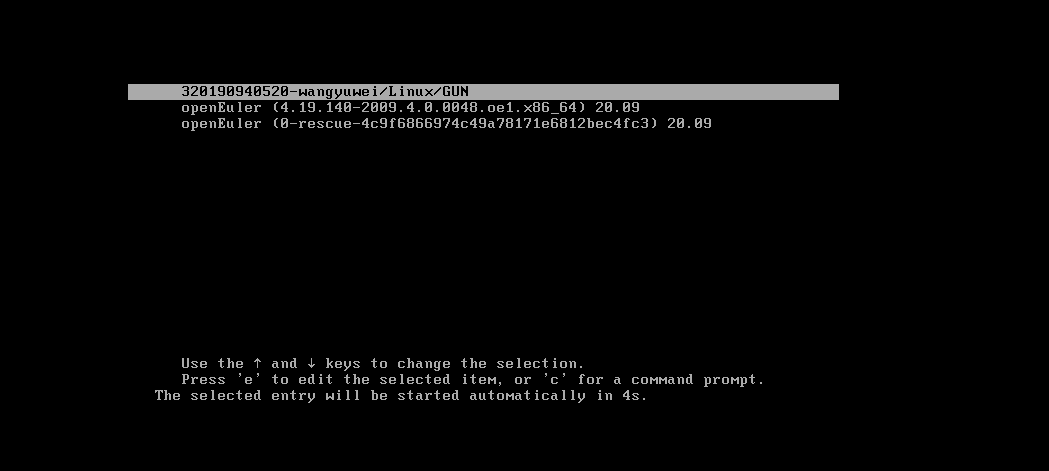 320190940520-wangyuwei/Linux/GUN
openEuler (4.19.140-2009.4.0.0048.oe1.x86_64) 20.09
openEuler (0-rescue-4c9f6866974c49a78171e6812bec4fc3) 20.09
Use the ↑ and ↓ keys to change the selection.
Press 'e' to edit the selected item, or 'c' for a command prompt.
The selected entry will be started automatically in 4s.